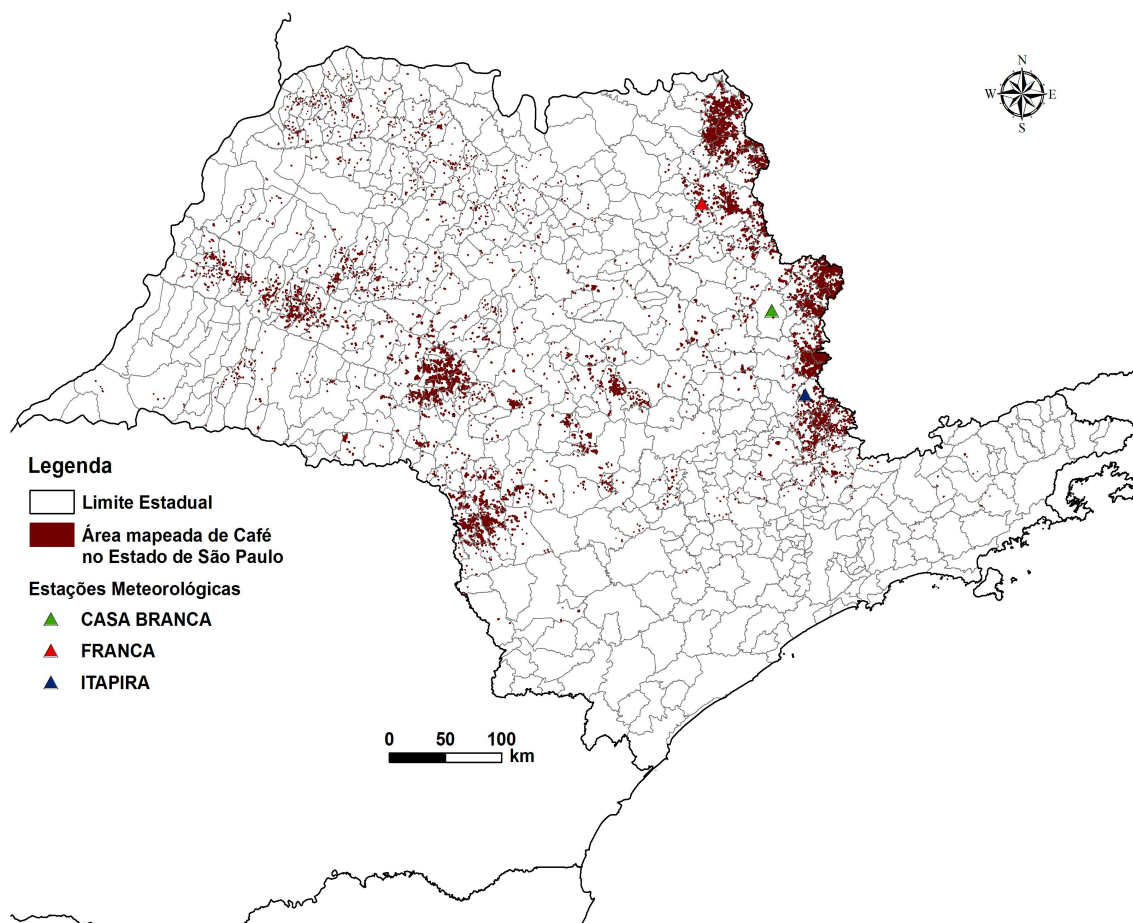 N
W E
S
Legenda
Limite Estadual
Área mapeada de Café
no Estado de São Paulo
Estações Meteorológicas
CASA BRANCA
FRANCA
ITAPIRA
0 50 100
km